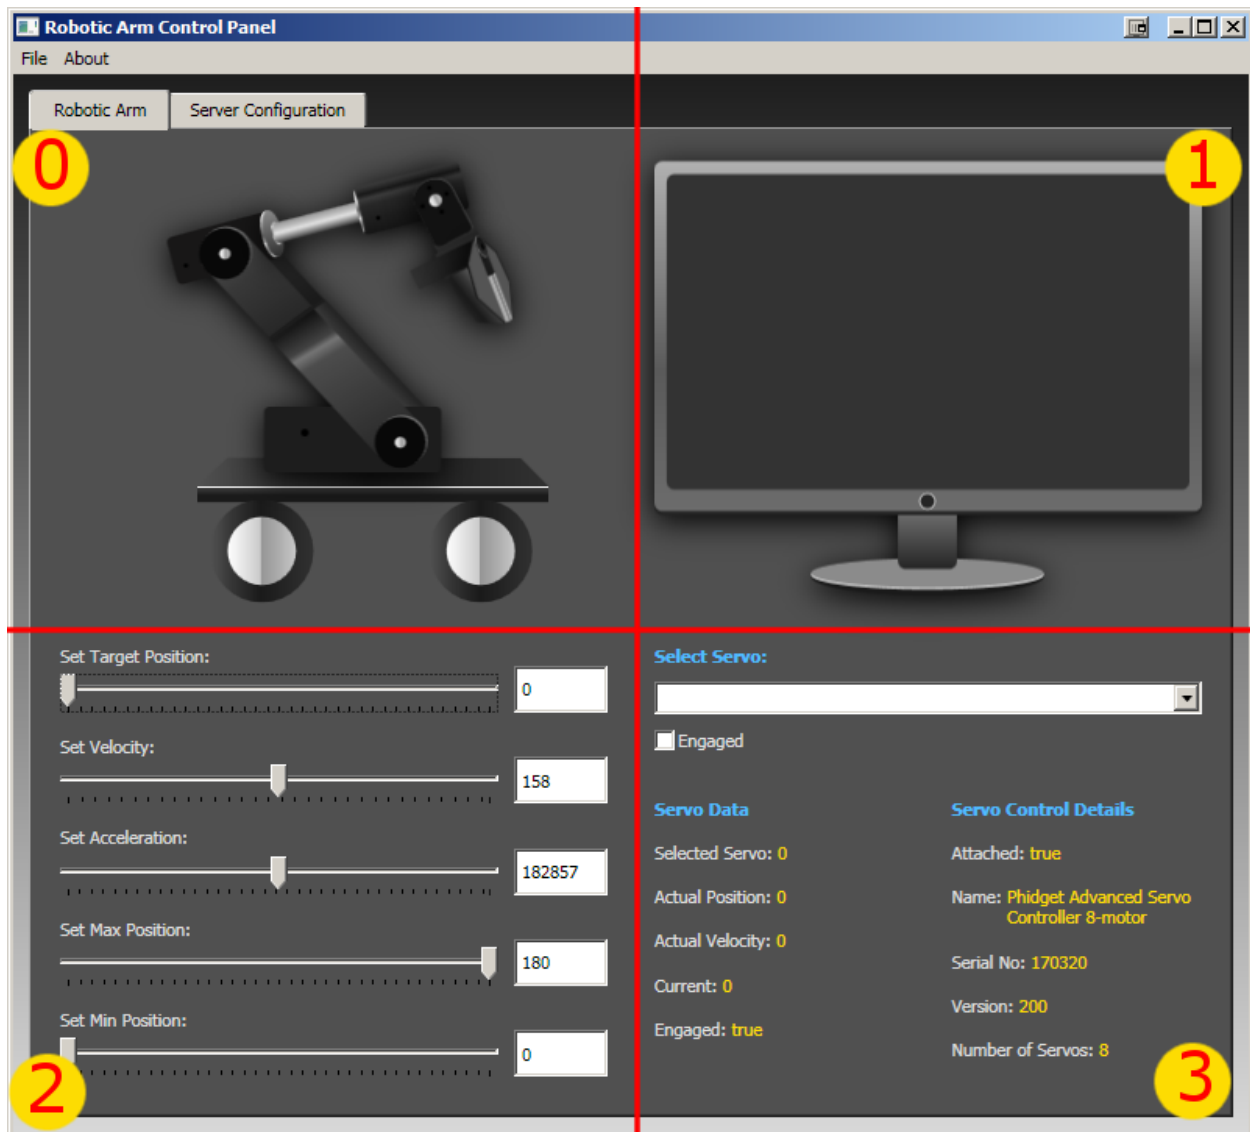 Robotic Arm Control Panel
File About
Robotic Arm Server Configuration
0
1
Set Target Position:
0
Set Velocity:
158
Set Acceleration:
182857
Set Max Position:
180
Set Min Position:
0
2
Select Servo:
Engaged
Servo Data
Selected Servo: 0
Actual Position: 0
Actual Velocity: 0
Current: 0
Engaged: true
Servo Control Details
Attached: true
Name: Phidget Advanced Servo
Controller 8-motor
Serial No: 170320
Version: 200
Number of Servos: 8
3